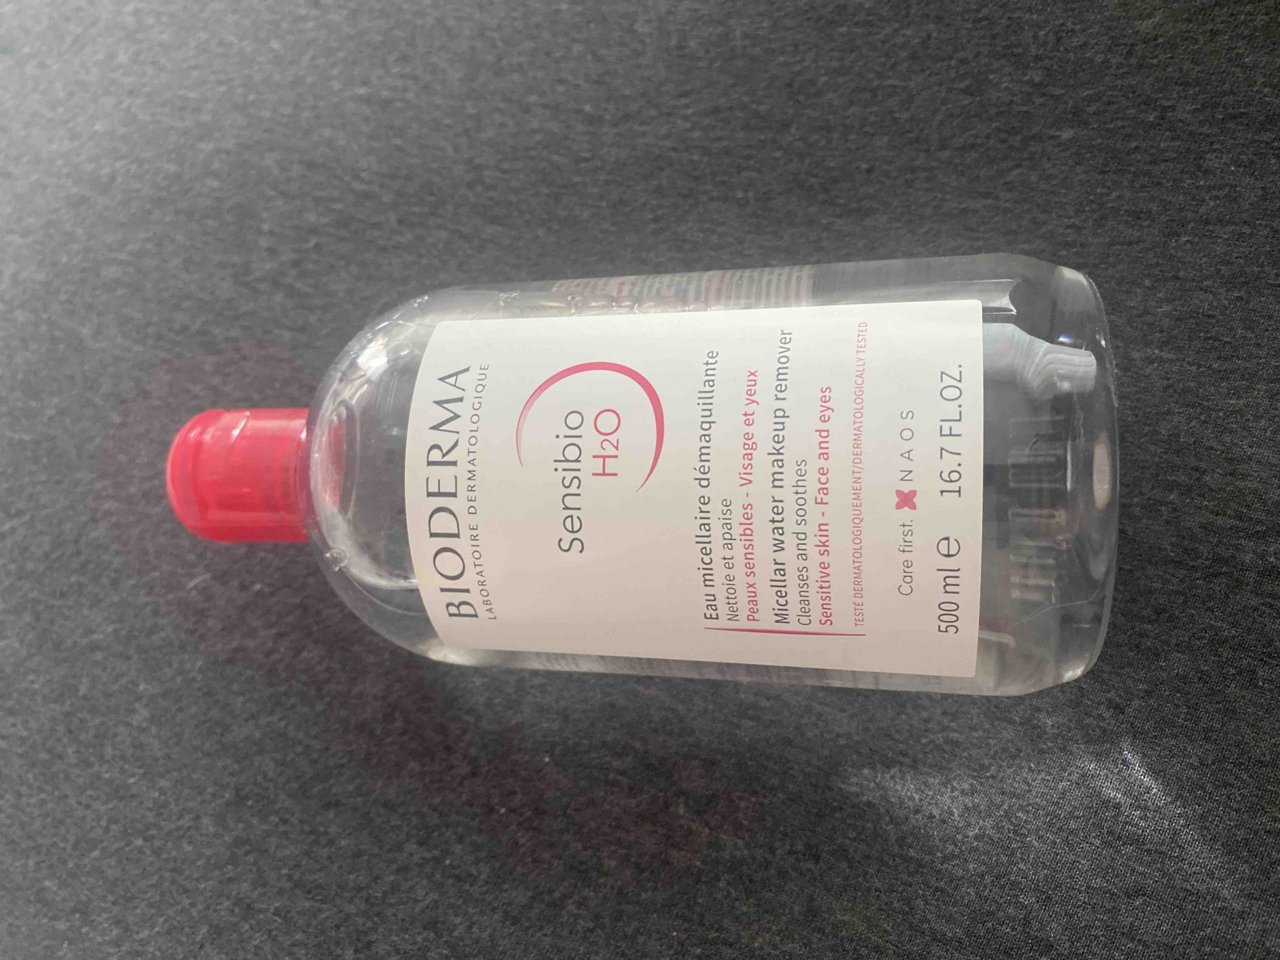 BIODERMA
LABORATOIRE DERMATOLOGIQUE
Sensibio
H2O
Eau micellaire démaquillante
Nettoie et apaise
Peaux sensibles - Visage et yeux
Micellar water makeup remover
Cleanses and soothes
Sensitive skin - Face and eyes
TESTÉ DERMATOLOGIQUEMENT/DERMATOLOGICALLY TESTED
Care first. NAOS
500 ml ℮ 16.7 FL.OZ.